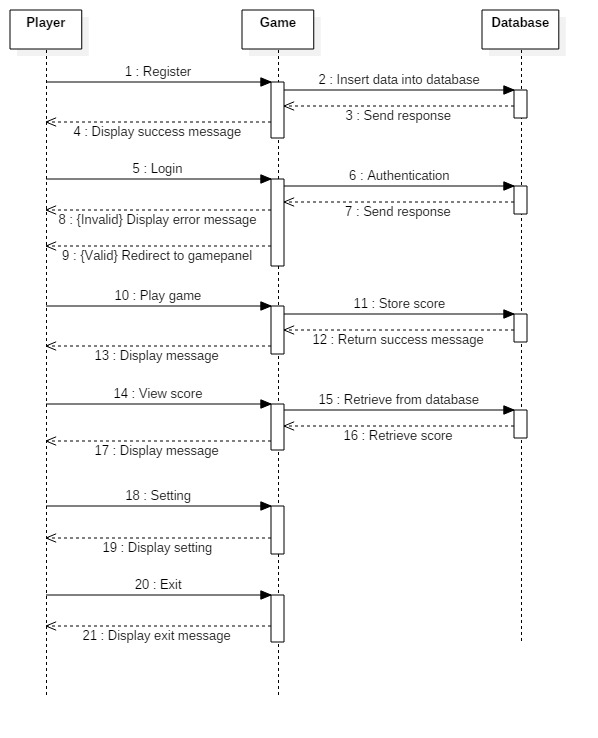 Player
Game
Database
1 : Register
2 : Insert data into database
3 : Send response
4 : Display success message
5 : Login
6 : Authentication
7 : Send response
8 : {Invalid} Display error message
9 : {Valid} Redirect to gamepanel
10 : Play game
11 : Store score
12 : Return success message
13 : Display message
14 : View score
15 : Retrieve from database
16 : Retrieve score
17 : Display message
18 : Setting
19 : Display setting
20 : Exit
21 : Display exit message